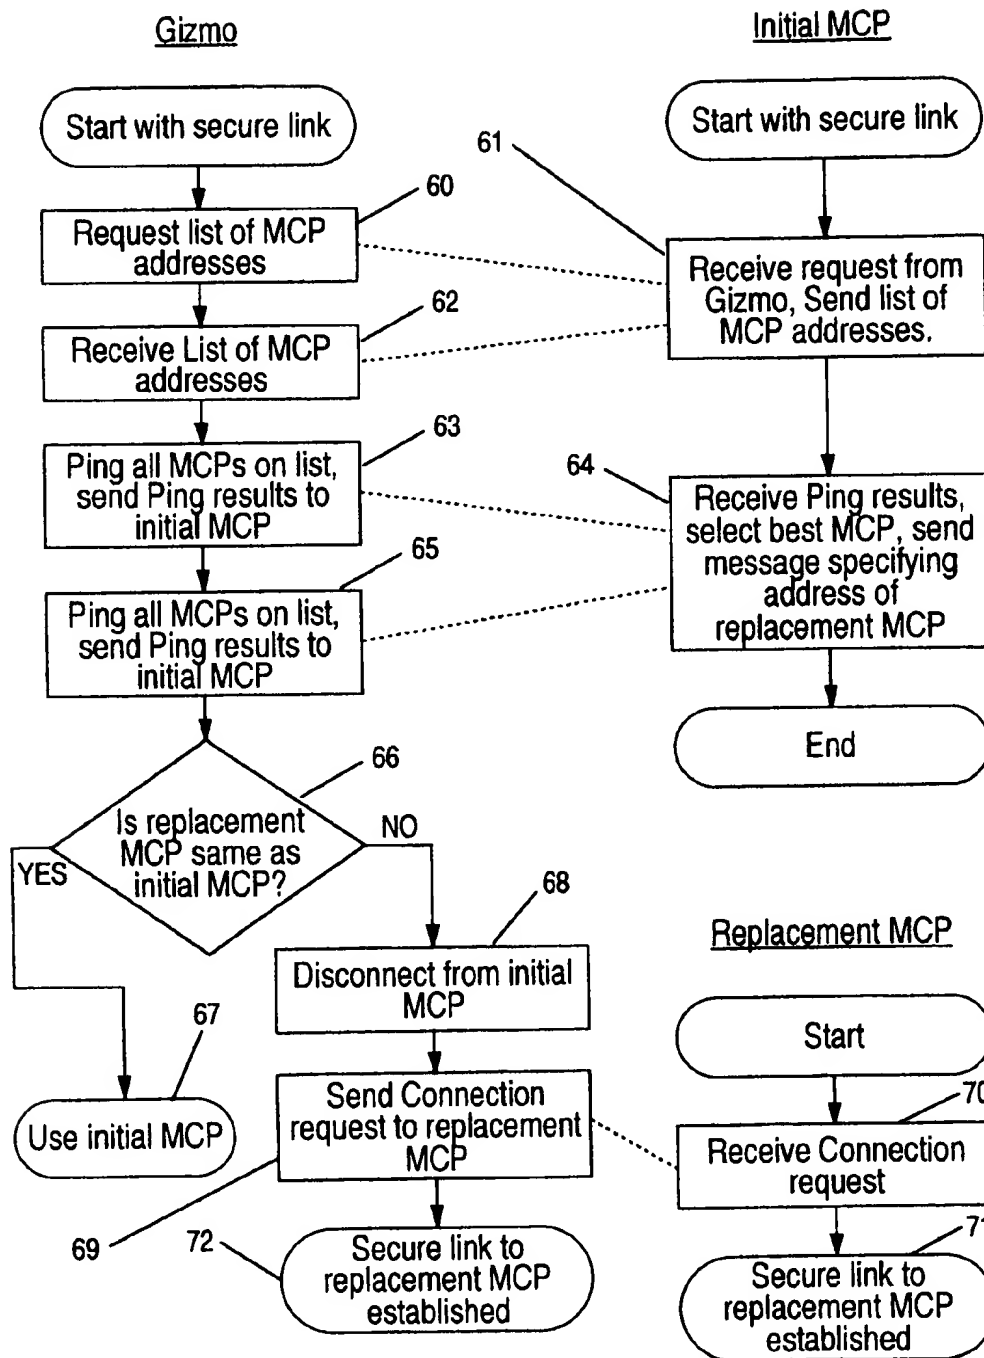 Gizmo
Start with secure link
60
Request list of MCP
addresses
62
Receive List of MCP
addresses
63
Ping all MCPs on list,
send Ping results to
initial MCP
65
Ping all MCPs on list,
send Ping results to
initial MCP
66
Is replacement
MCP same as
initial MCP?
YES
NO
67
Use initial MCP
68
Disconnect from initial
MCP
Send Connection
request to replacement
MCP
69
72
Secure link to
replacement MCP
established
Initial MCP
Start with secure link
61
Receive request from
Gizmo, Send list of
MCP addresses.
64
Receive Ping results,
select best MCP, send
message specifying
address of
replacement MCP
End
Replacement MCP
Start
70
Receive Connection
request
71
Secure link to
replacement MCP
established